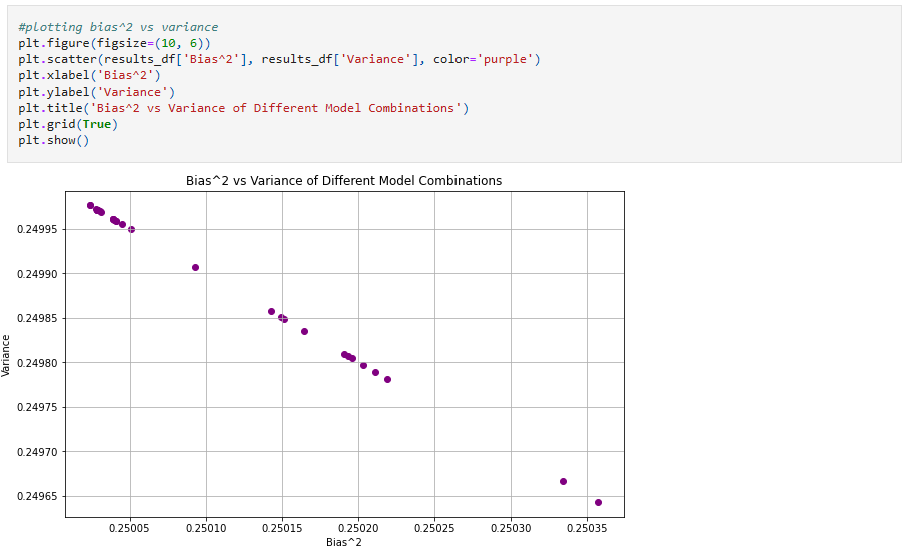 #plotting bias^2 vs variance
plt.figure(figsize=(10, 6))
plt.scatter(results_df['Bias^2'], results_df['Variance'], color='purple')
plt.xlabel('Bias^2')
plt.ylabel('Variance')
plt.title('Bias^2 vs Variance of Different Model Combinations')
plt.grid(True)
plt.show()
Bias^2 vs Variance of Different Model Combinations
0.24995
0.24990
0.24985
0.24980
0.24975
0.24970
0.24965
Variance
0.25005 0.25010 0.25015 0.25020 0.25025 0.25030 0.25035
Bias^2